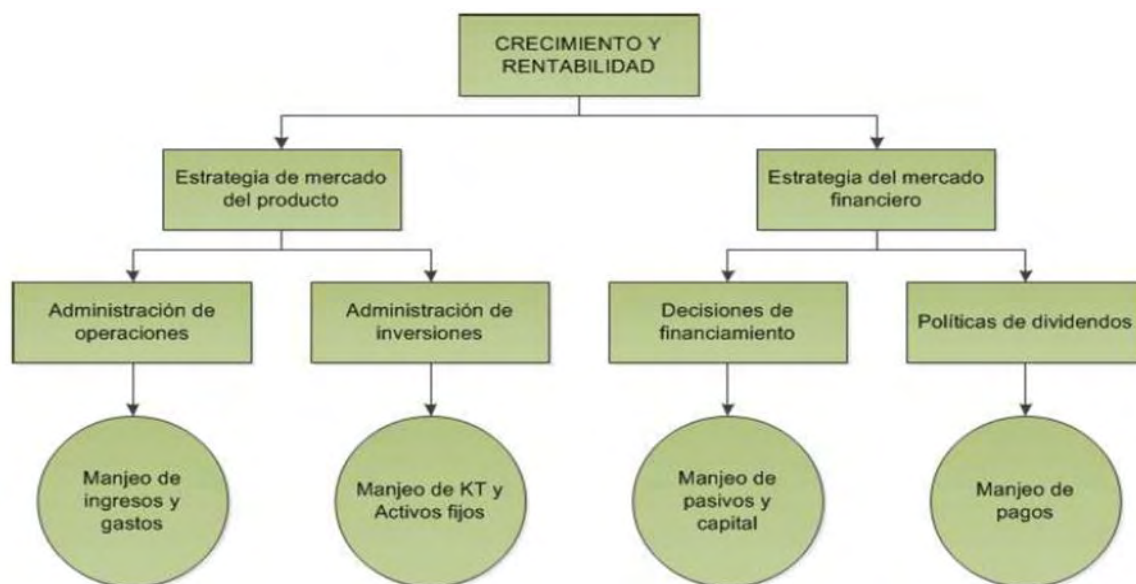 CRECIMIENTO Y
RENTABILIDAD
Estrategia de mercado
del producto
Estrategia del mercado
financiero
Administración de
operaciones
Administración de
inversiones
Decisiones de
financiamiento
Políticas de dividendos
Manjeo de
ingresos y
gastos
Manjeo de KT y
Activos fijos
Manjeo de
pasivos y
capital
Manjeo de
pagos